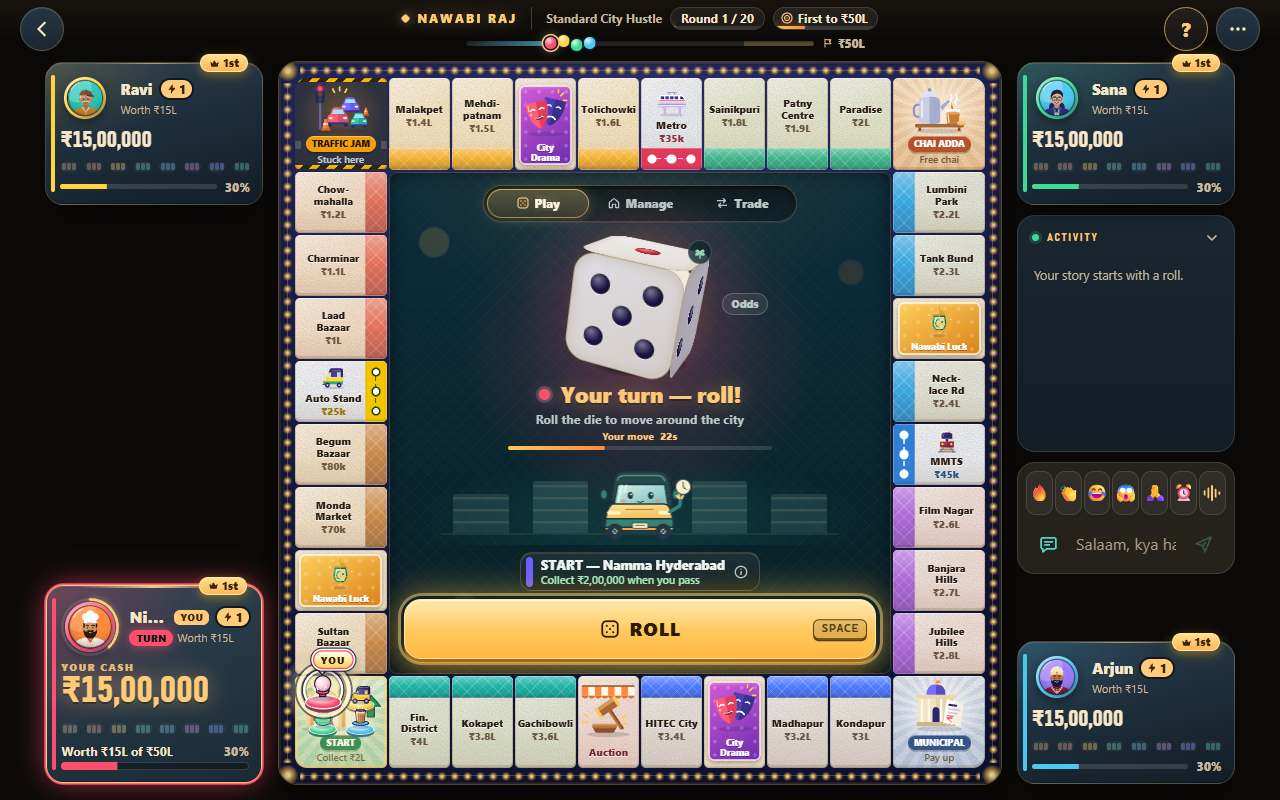 NAWABI RAJ
Standard City Hustle
Round 1 / 20
First to ₹50L
₹50L
?
1st
Ravi
1
Worth ₹15L
₹15,00,000
30%
1st
Sana
1
Worth ₹15L
₹15,00,000
30%
TRAFFIC JAM
Stuck here
Malakpet
₹1.4L
Mehdi-
patnam
₹1.5L
City
Drama
Tolichowki
₹1.6L
Metro
₹35k
Sainikpuri
₹1.8L
Patny
Centre
₹1.9L
Paradise
₹2L
CHAI ADDA
Free chai
Chow-
mahalla
₹1.2L
Charminar
₹1.1L
Laad
Bazaar
₹1L
Auto Stand
₹25k
Begum
Bazaar
₹80k
Monda
Market
₹70k
Nawabi Luck
Sultan
Bazaar
YOU
START
Collect ₹2L
Play
Manage
Trade
Odds
Your turn — roll!
Roll the die to move around the city
Your move 22s
START — Namma Hyderabad
Collect ₹2,00,000 when you pass
ROLL
SPACE
Lumbini
Park
₹2.2L
Tank Bund
₹2.3L
Nawabi Luck
Neck-
lace Rd
₹2.4L
MMTS
₹45k
Film Nagar
₹2.6L
Banjara
Hills
₹2.7L
Jubilee
Hills
₹2.8L
Fin.
District
₹4L
Kokapet
₹3.8L
Gachibowli
₹3.6L
Auction
HITEC City
₹3.4L
City
Drama
Madhapur
₹3.2L
Kondapur
₹3L
MUNICIPAL
Pay up
ACTIVITY
Your story starts with a roll.
Salaam, kya ha
1st
Ni...
YOU
1
TURN
Worth ₹15L
YOUR CASH
₹15,00,000
Worth ₹15L of ₹50L
30%
1st
Arjun
1
Worth ₹15L
₹15,00,000
30%